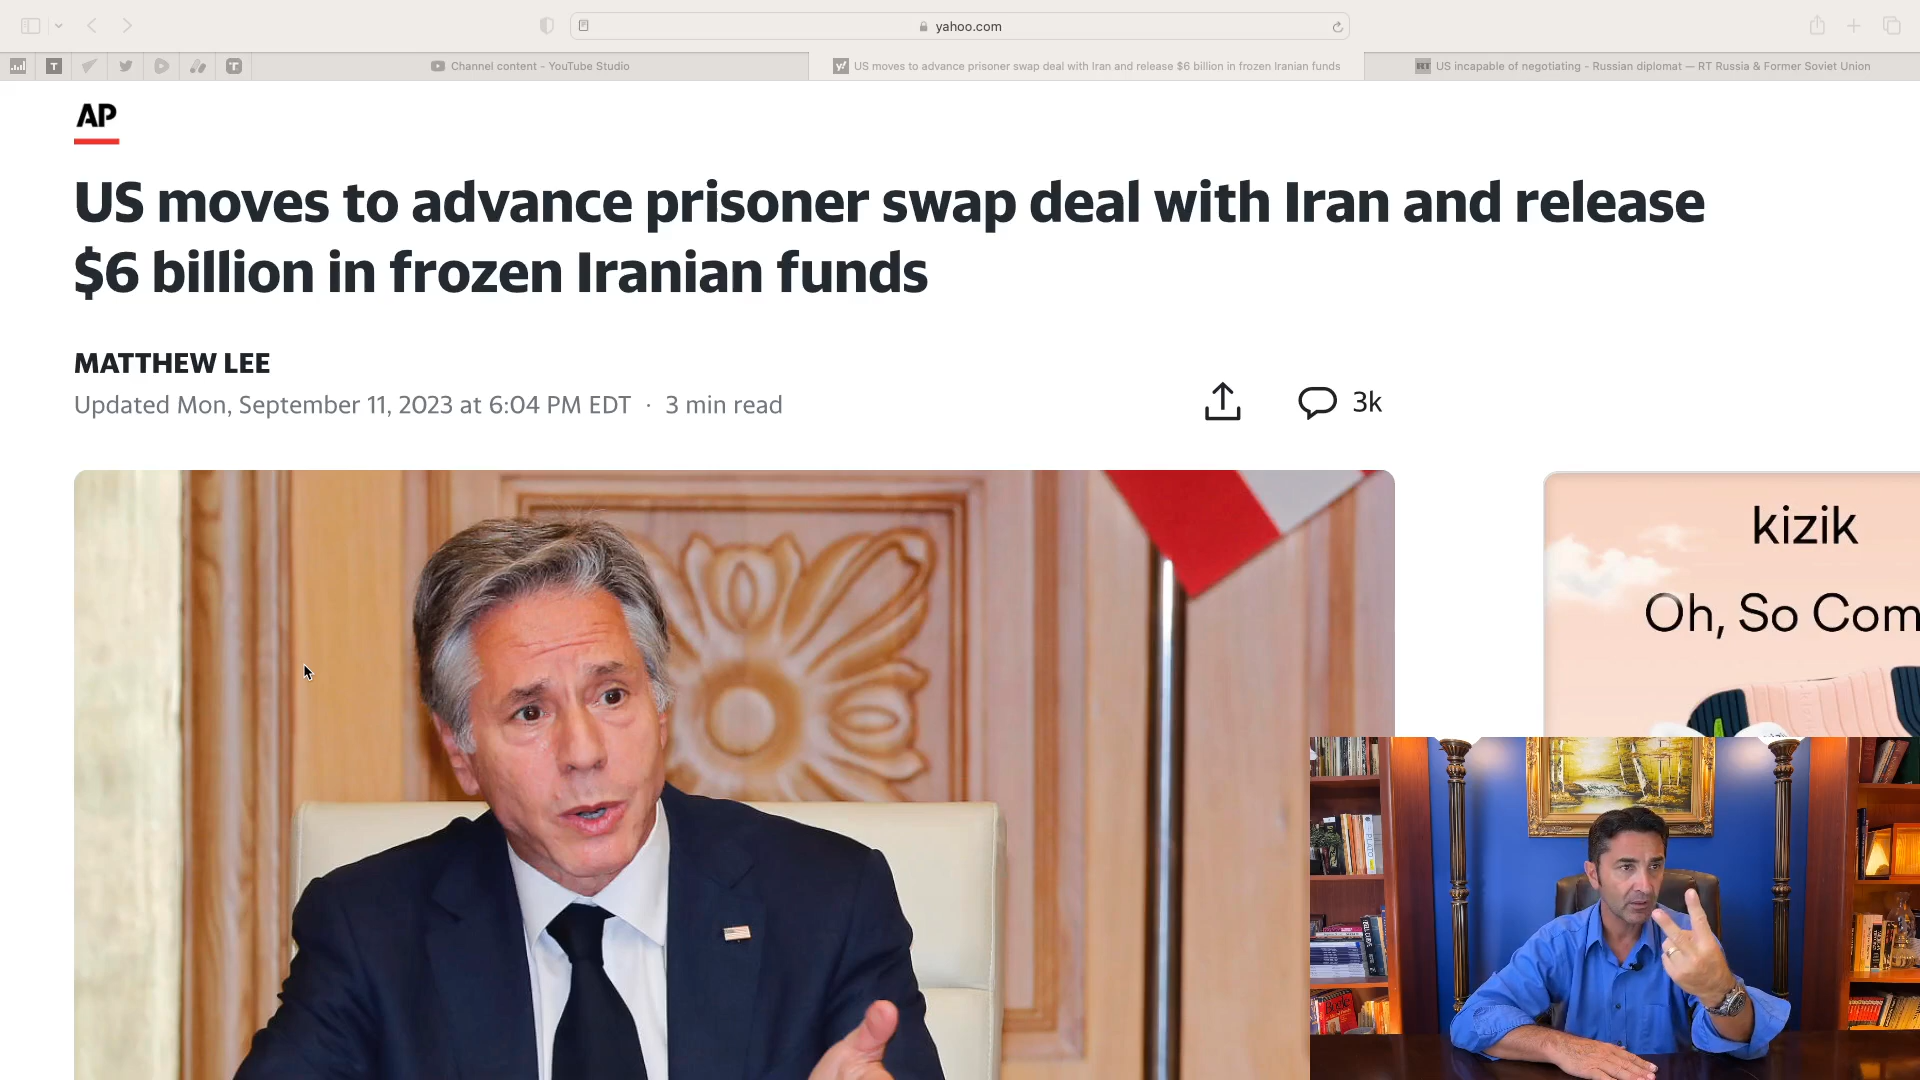 yahoo.com
Channel content - YouTube Studio
US moves to advance prisoner swap deal with Iran and release $6 billion in frozen Iranian funds
US incapable of negotiating - Russian diplomat — RT Russia & Former Soviet Union
AP
US moves to advance prisoner swap deal with Iran and release
$6 billion in frozen Iranian funds
MATTHEW LEE
Updated Mon, September 11, 2023 at 6:04 PM EDT · 3 min read
3k
kizik
Oh, So Com
PLATO